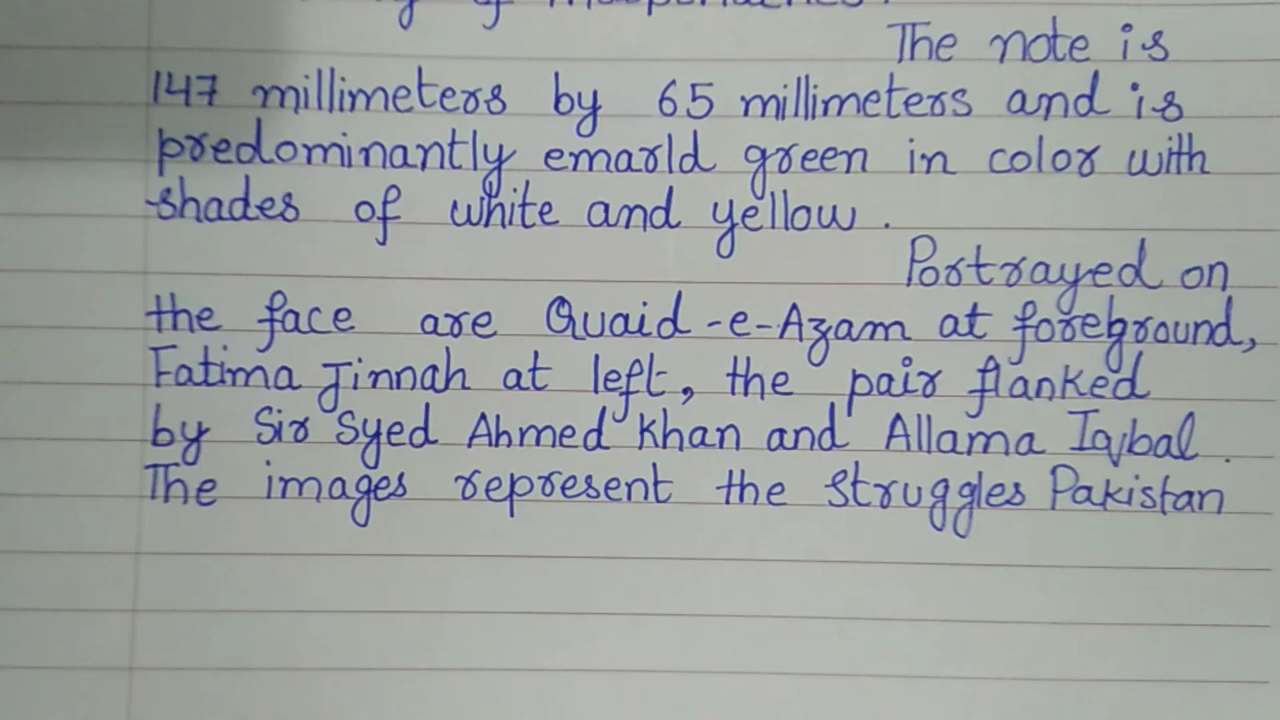 The note is
147 millimeters by 65 millimeters and is
predominantly emarld green in color with
shades of white and yellow.
Portrayed on
the face are Quaid-e-Azam at foreground,
Fatima Jinnah at left, the pair flanked
by Sir Syed Ahmed Khan and Allama Iqbal.
The images represent the struggles Pakistan